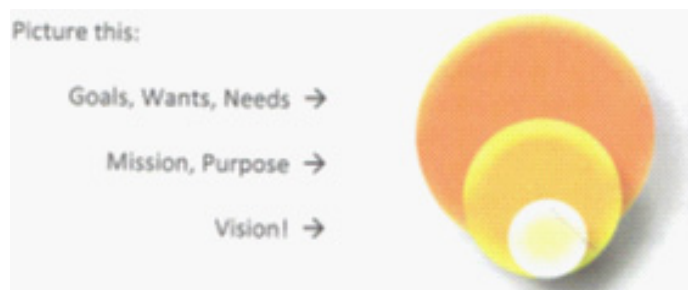 Picture this:
Goals, Wants, Needs →
Mission, Purpose →
Vision! →